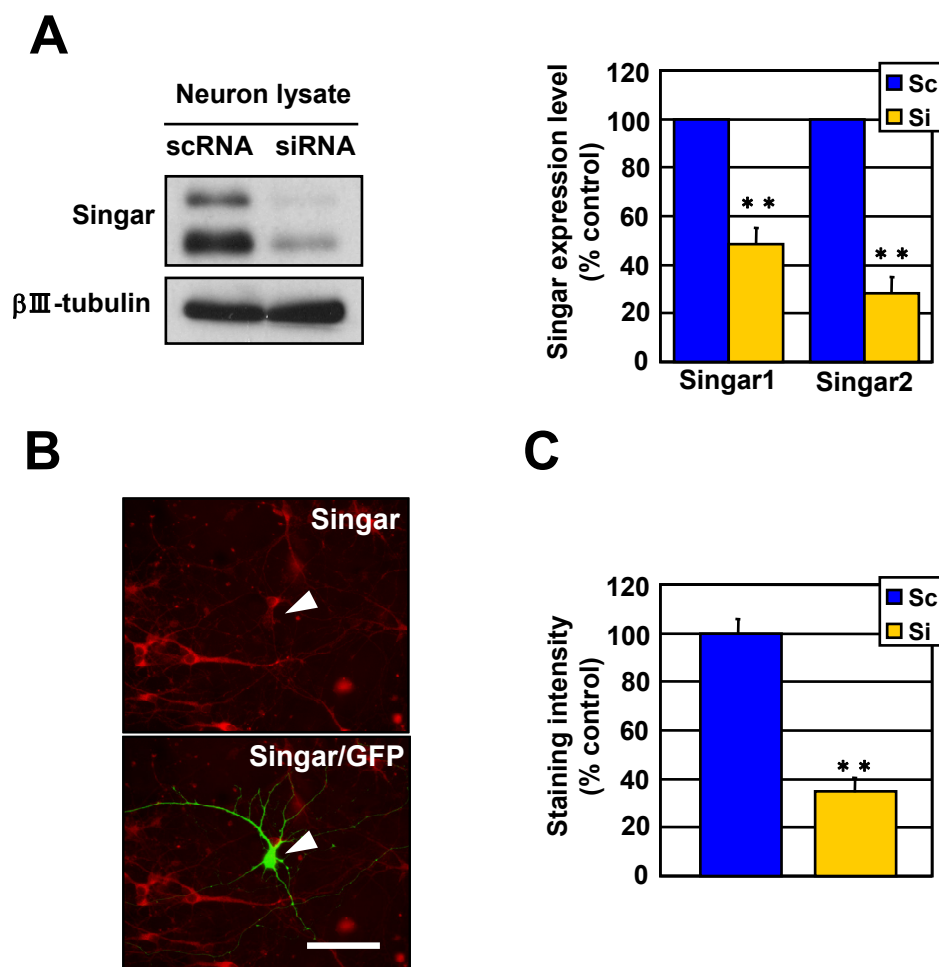 A
Neuron lysate
scRNA siRNA
Singar
βIII-tubulin
Singar expression level
(% control)
120
100
80
60
40
20
0
Sc
Si
**
**
Singar1 Singar2
B
Singar
Singar/GFP
C
Staining intensity
(% control)
120
100
80
60
40
20
0
Sc
Si
**